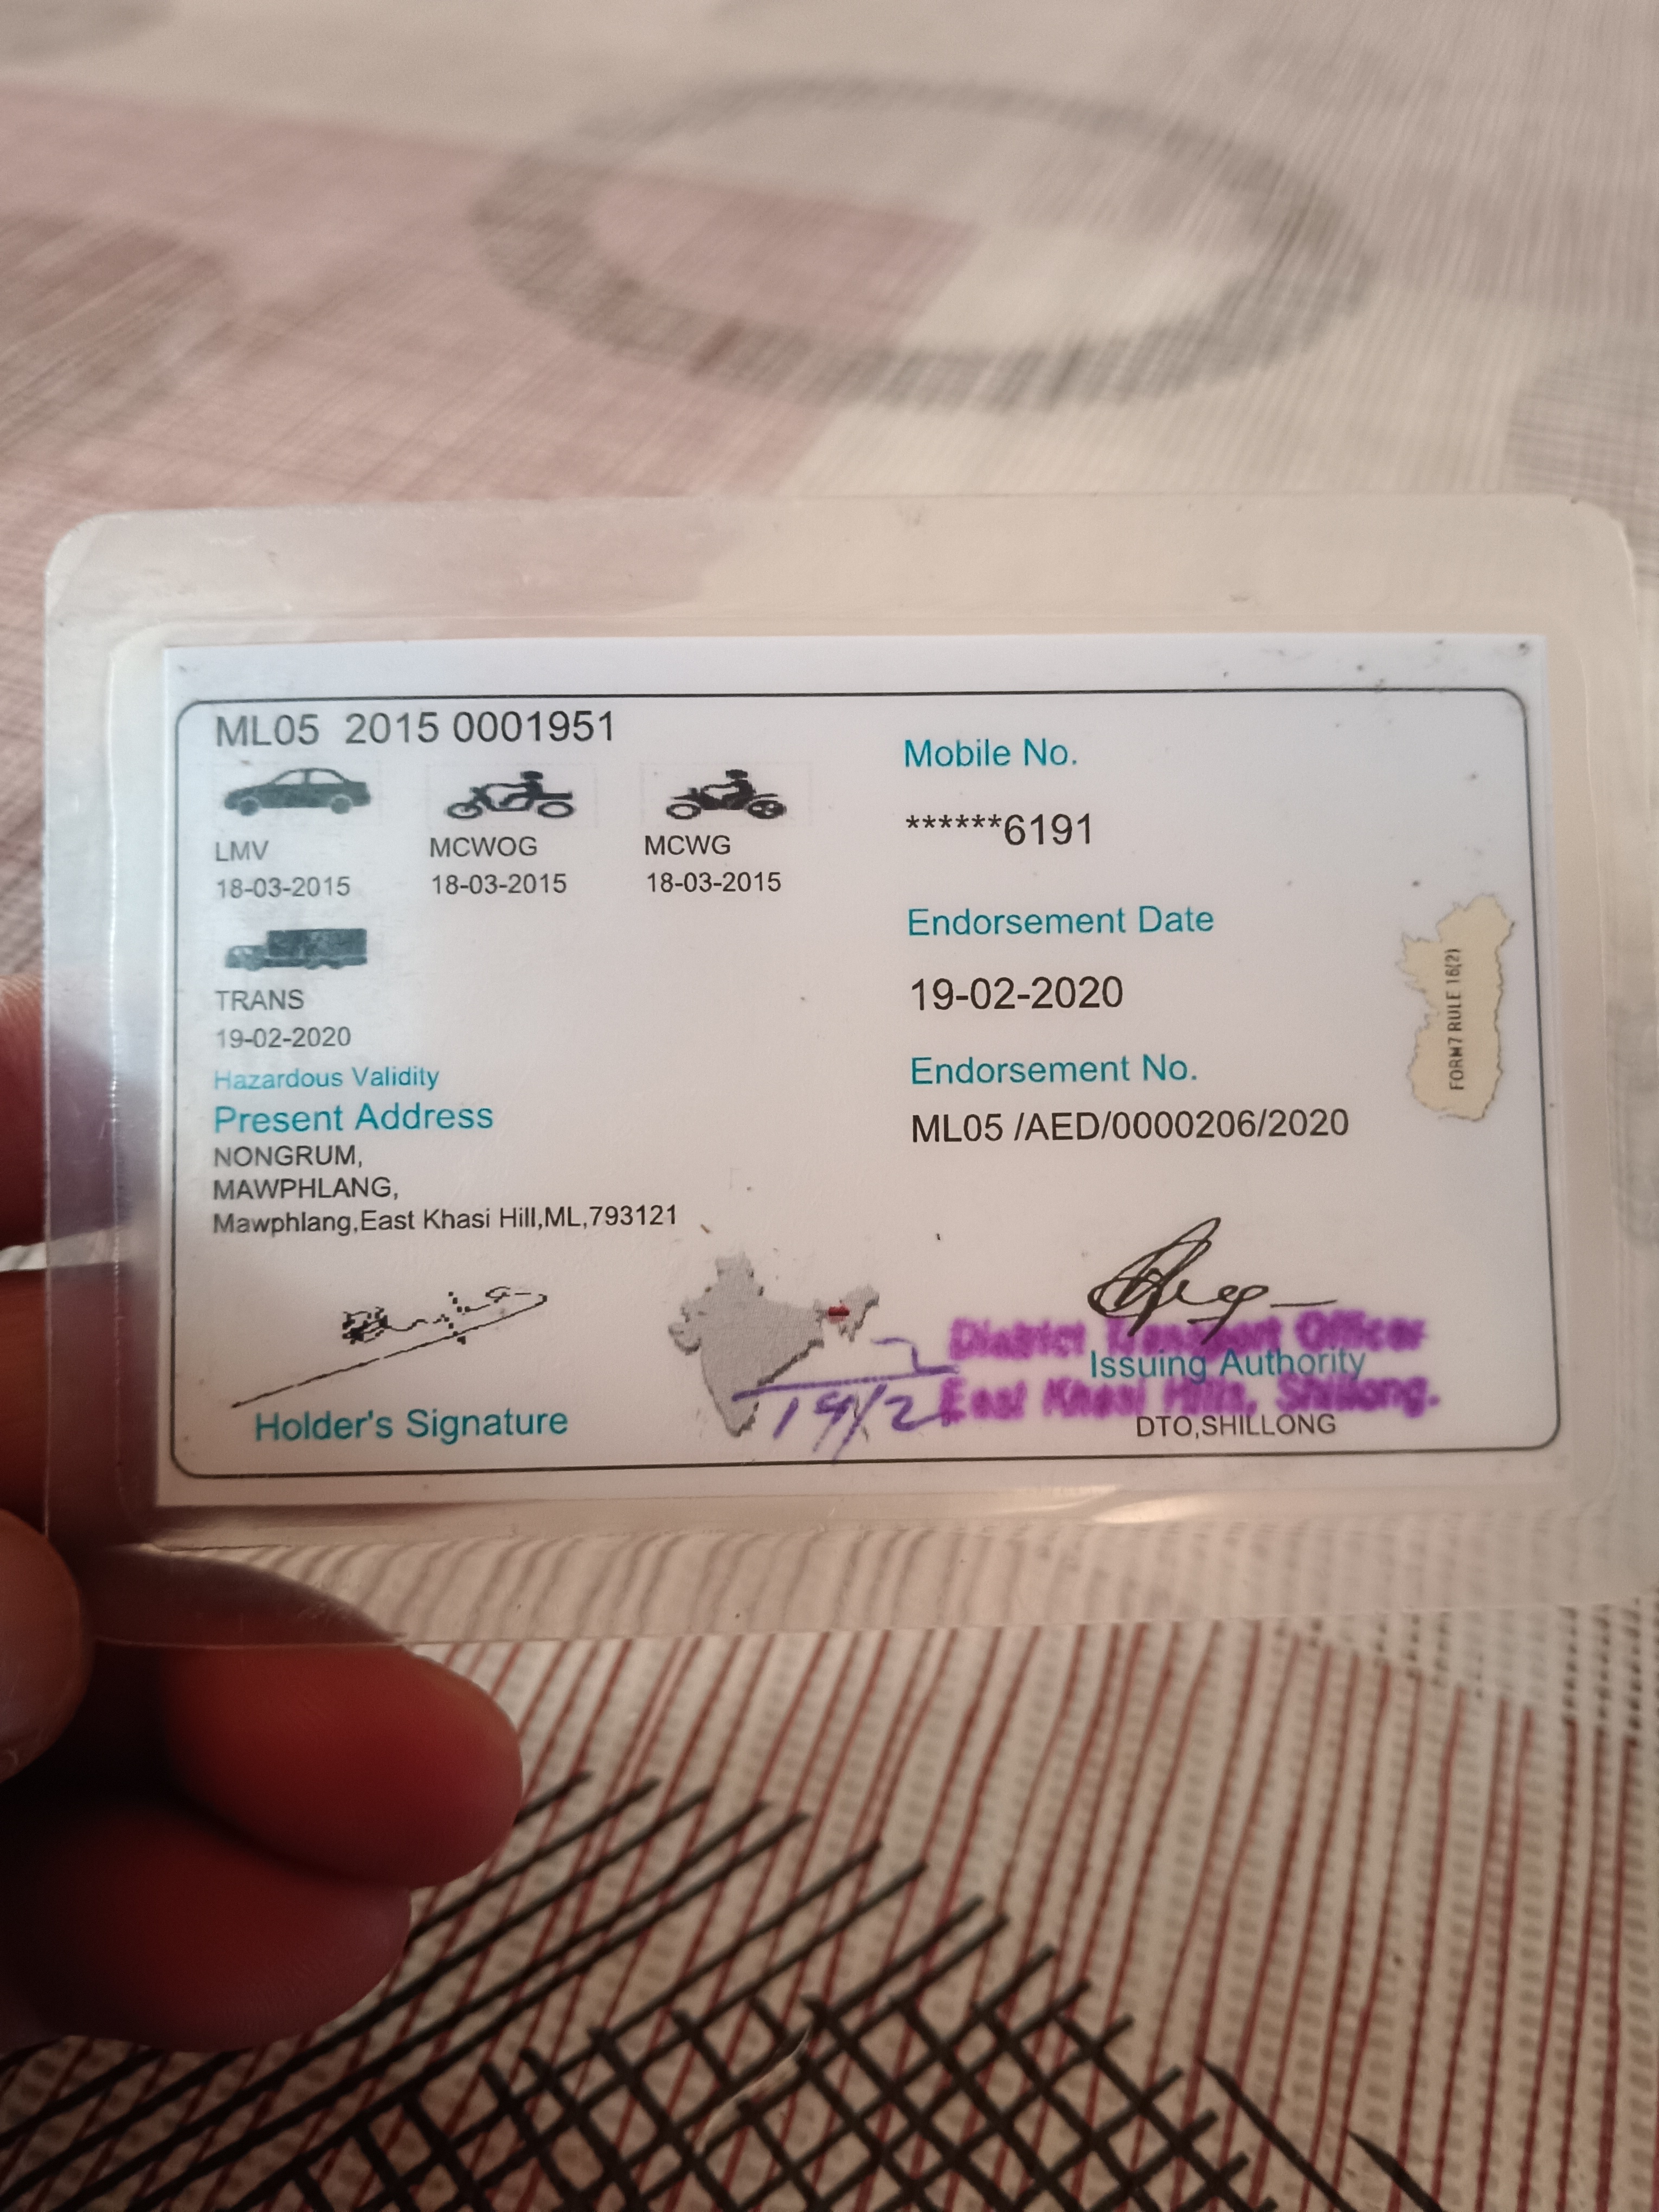 ML05 2015 0001951
LMV MCWOG MCWG
18-03-2015 18-03-2015 18-03-2015
TRANS
19-02-2020
Hazardous Validity
Present Address
NONGRUM,
MAWPHLANG,
Mawphlang,East Khasi Hill,ML,793121
Holder's Signature
Mobile No.
******6191
Endorsement Date
19-02-2020
Endorsement No.
ML05 /AED/0000206/2020
FORM7 RULE 16(2)
District Transport Officer
Issuing Authority
East Khasi Hills, Shillong.
DTO,SHILLONG
19/2